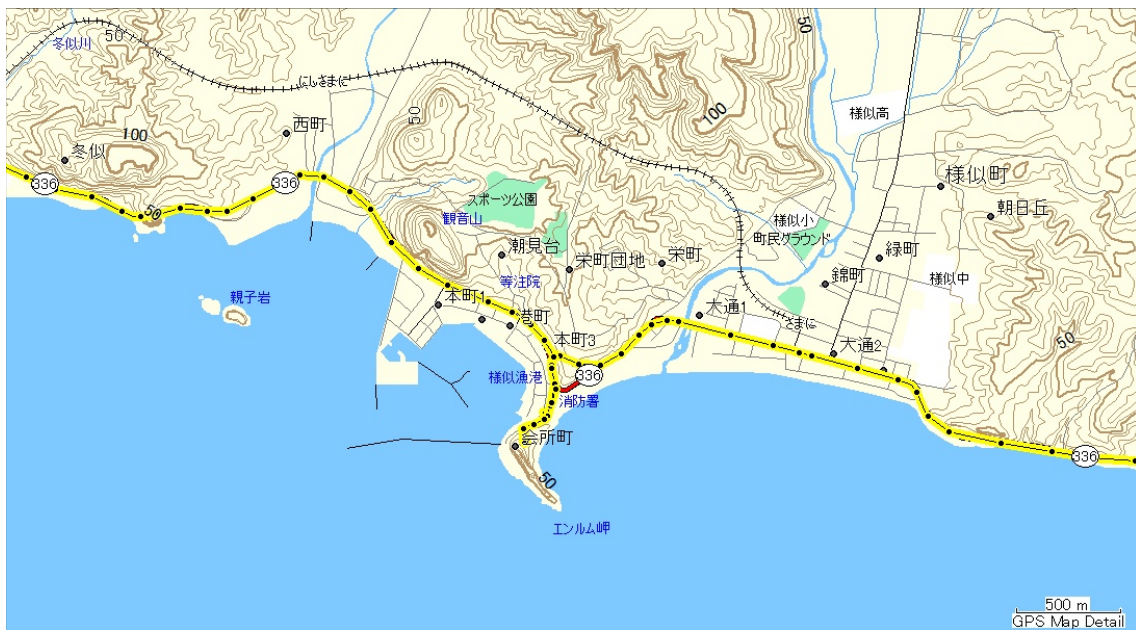 冬似川
50
にしさまに
西町
100
冬似
336
50
336
50
スポーツ公園
観音山
潮見台
等注院
栄町団地
栄町
親子岩
本町1
港町
本町3
様似漁港
336
消防署
会所町
50
エンルム岬
100
50
様似高
様似町
朝日丘
様似小
町民グラウンド
緑町
様似中
錦町
大通1
さまに
大通2
50
336
500 m
GPS Map Detail